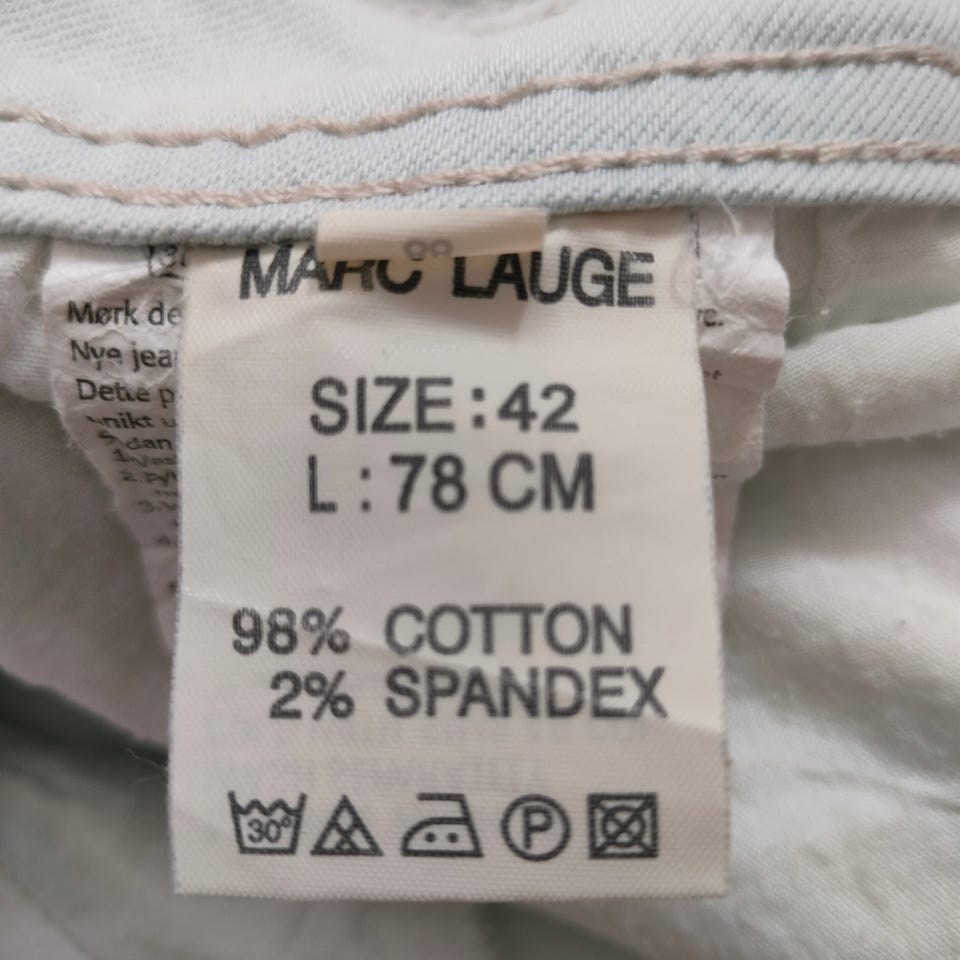 MARC LAUGE
SIZE : 42
L : 78 CM
98% COTTON
2% SPANDEX
30°
P
Mørk de
Nye jea
Dette p